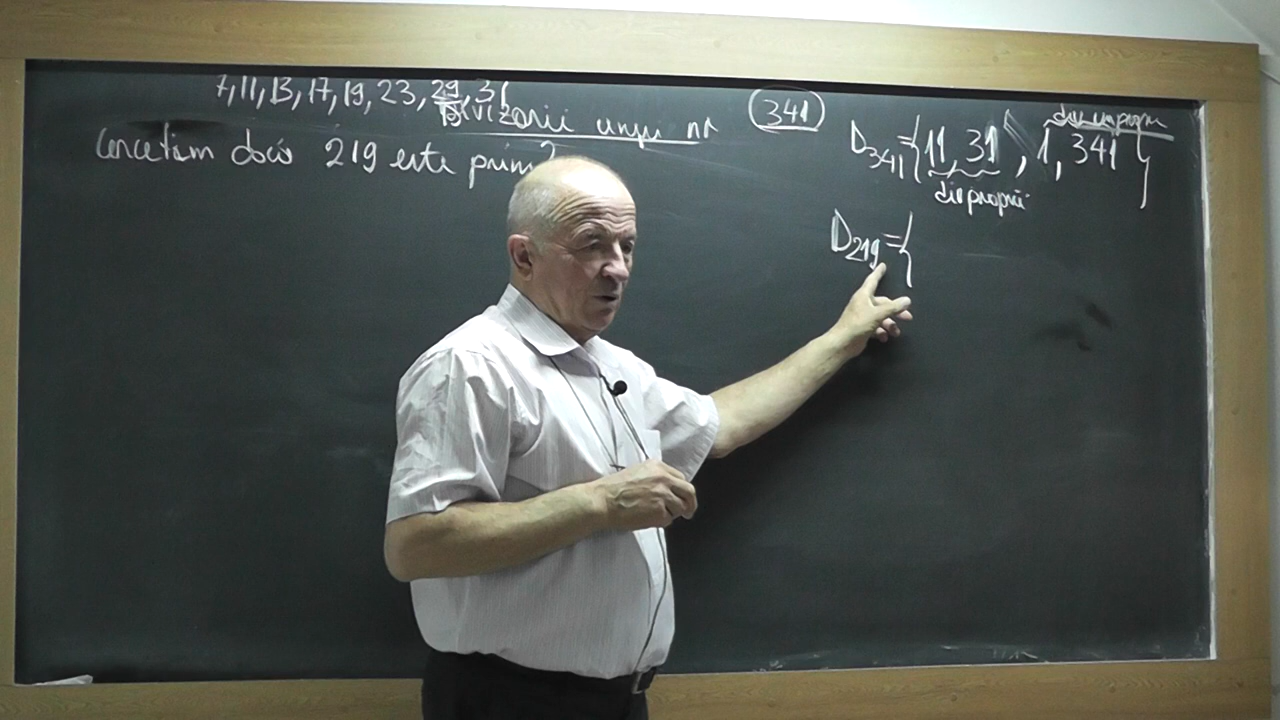 7, 11, 13, 17, 19, 23, 29, 31
Divizorii unui nr
Cercetăm dacă 219 este prim?
341
div improprii
D341={11, 31, 1, 341}
div proprii
D219={